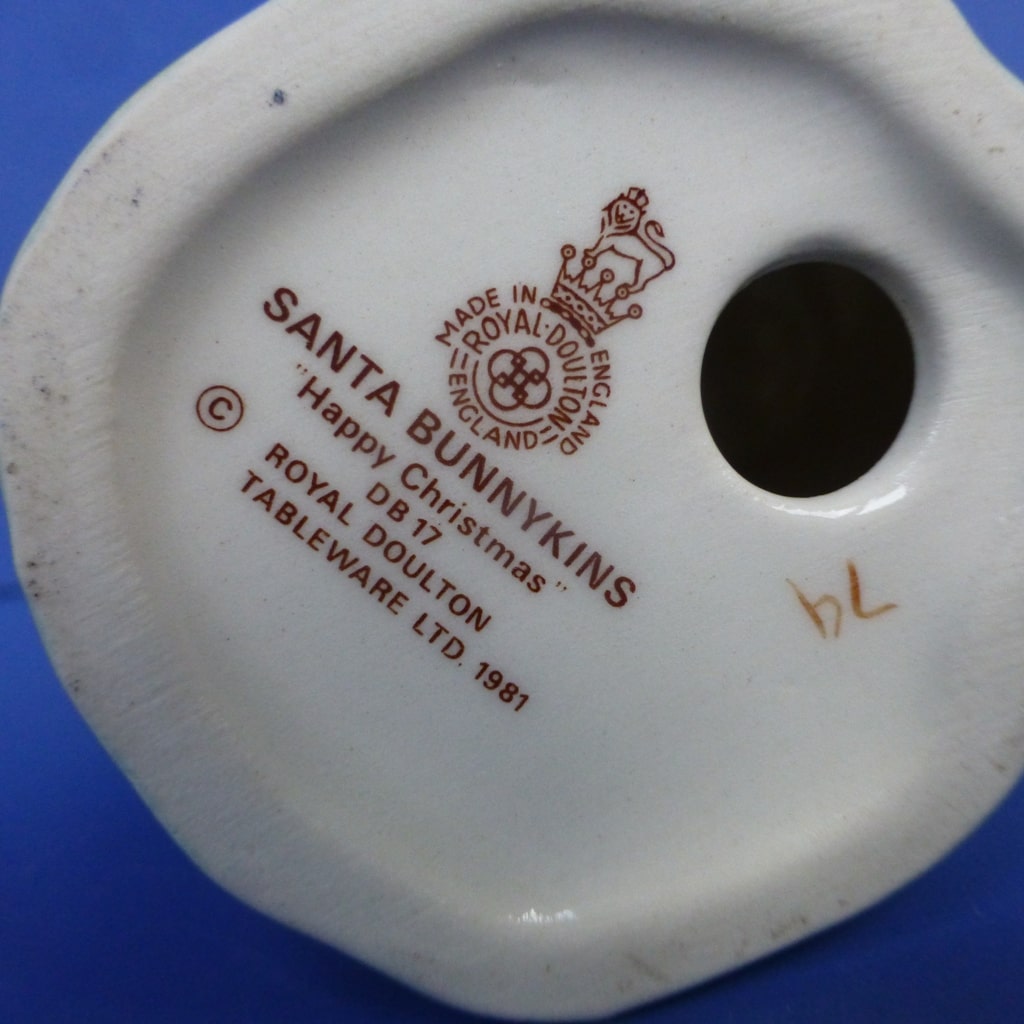 MADE IN ENGLAND
ROYAL·DOULTON
ENGLAND
SANTA BUNNYKINS
"Happy Christmas"
DB 17
© ROYAL DOULTON
TABLEWARE LTD. 1981